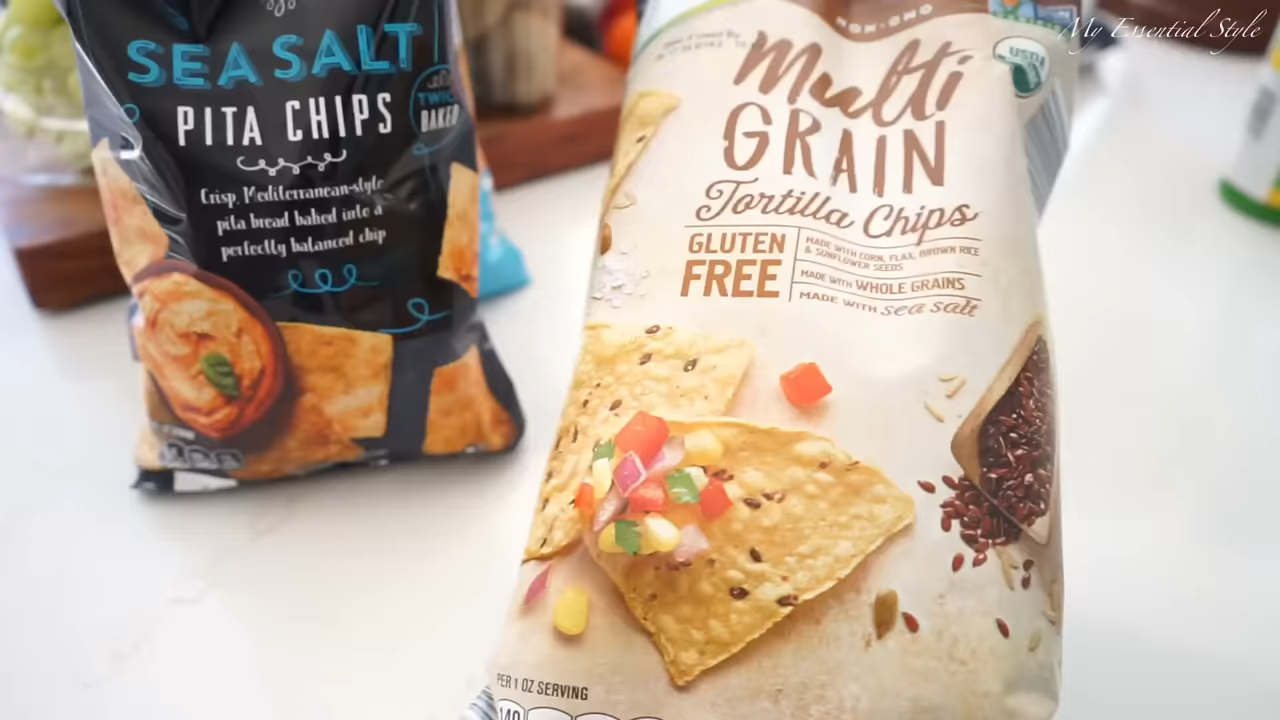 My Essential Style
SEA SALT
PITA CHIPS
TWICE
BAKED
Crisp, Mediterranean-style
pita bread baked into a
perfectly balanced chip
NON-GMO
USDA
Multi
GRAIN
Tortilla Chips
GLUTEN
FREE
MADE WITH CORN, FLAX, BROWN RICE
& SUNFLOWER SEEDS
MADE WITH WHOLE GRAINS
MADE WITH sea salt
PER 1 OZ SERVING
140